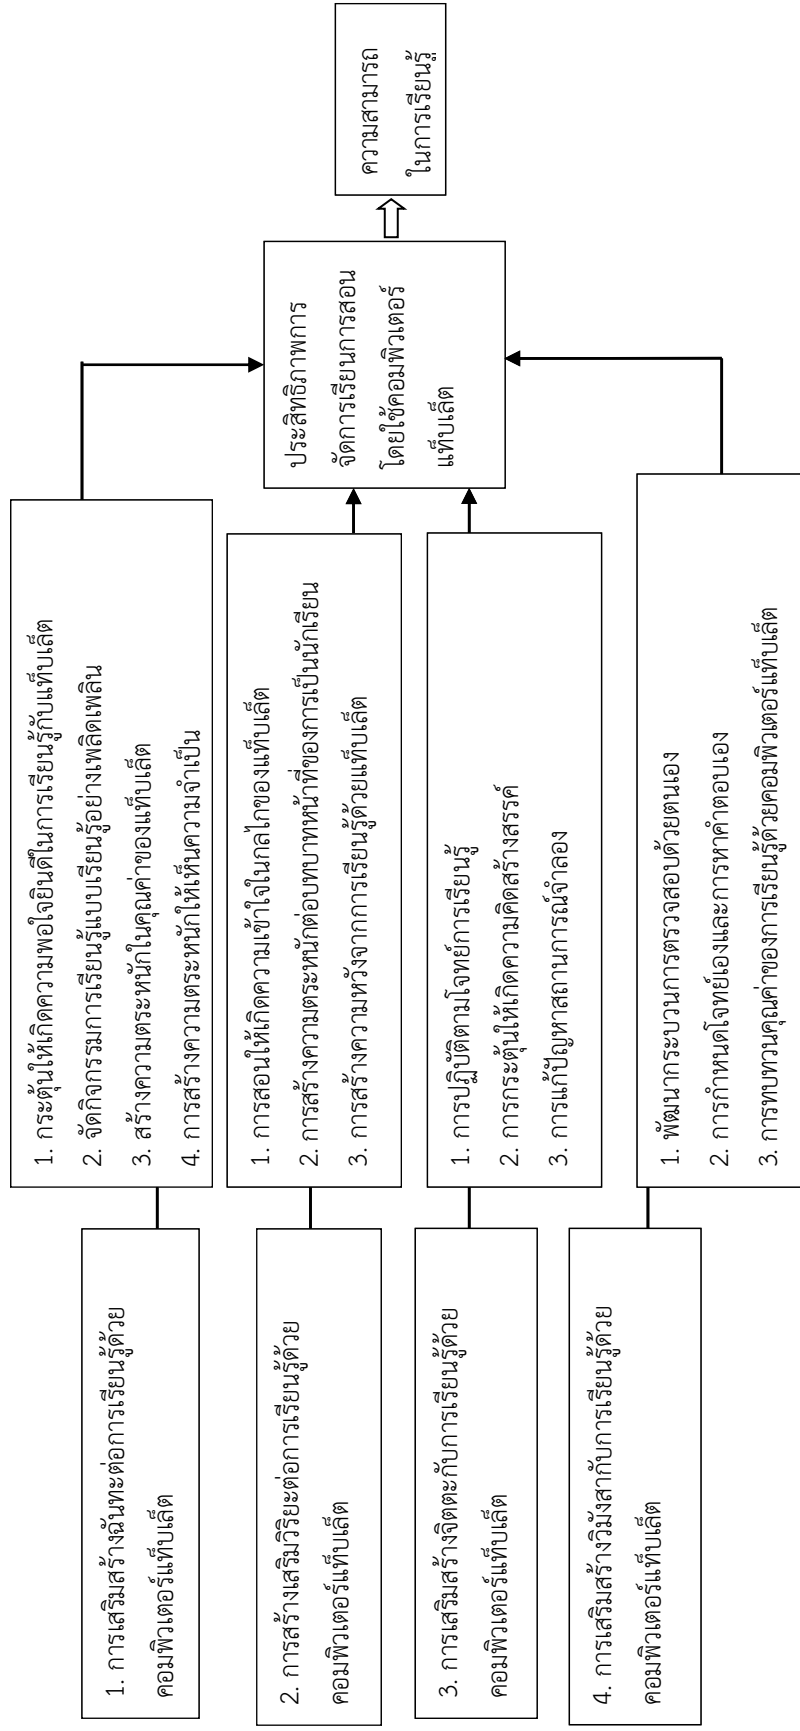 1. การเสริมสร้างฉันทะต่อการเรียนรู้ด้วย
คอมพิวเตอร์แท็บเล็ต
1. กระตุ้นให้เกิดความพอใจยินดีในการเรียนรู้กับแท็บเล็ต
2. จัดกิจกรรมการเรียนรู้แบบเรียนรู้อย่างเพลิดเพลิน
3. สร้างความตระหนักในคุณค่าของแท็บเล็ต
4. การสร้างความตระหนักให้เห็นความจำเป็น
2. การสร้างเสริมวิริยะต่อการเรียนรู้ด้วย
คอมพิวเตอร์แท็บเล็ต
1. การสอนให้เกิดความเข้าใจในกลไกของแท็บเล็ต
2. การสร้างความตระหนักต่อบทบาทหน้าที่ของการเป็นนักเรียน
3. การสร้างความหวังจากการเรียนรู้ด้วยแท็บเล็ต
3. การเสริมสร้างจิตตะกับการเรียนรู้ด้วย
คอมพิวเตอร์แท็บเล็ต
1. การปฏิบัติตามโจทย์การเรียนรู้
2. การกระตุ้นให้เกิดความคิดสร้างสรรค์
3. การแก้ปัญหาสถานการณ์จำลอง
4. การเสริมสร้างวิมังสากับการเรียนรู้ด้วย
คอมพิวเตอร์แท็บเล็ต
1. พัฒนากระบวนการตรวจสอบด้วยตนเอง
2. การกำหนดโจทย์เองและการหาคำตอบเอง
3. การทบทวนคุณค่าของการเรียนรู้ด้วยคอมพิวเตอร์แท็บเล็ต
ประสิทธิภาพการ
จัดการเรียนการสอน
โดยใช้คอมพิวเตอร์
แท็บเล็ต
ความสามารถ
ในการเรียนรู้